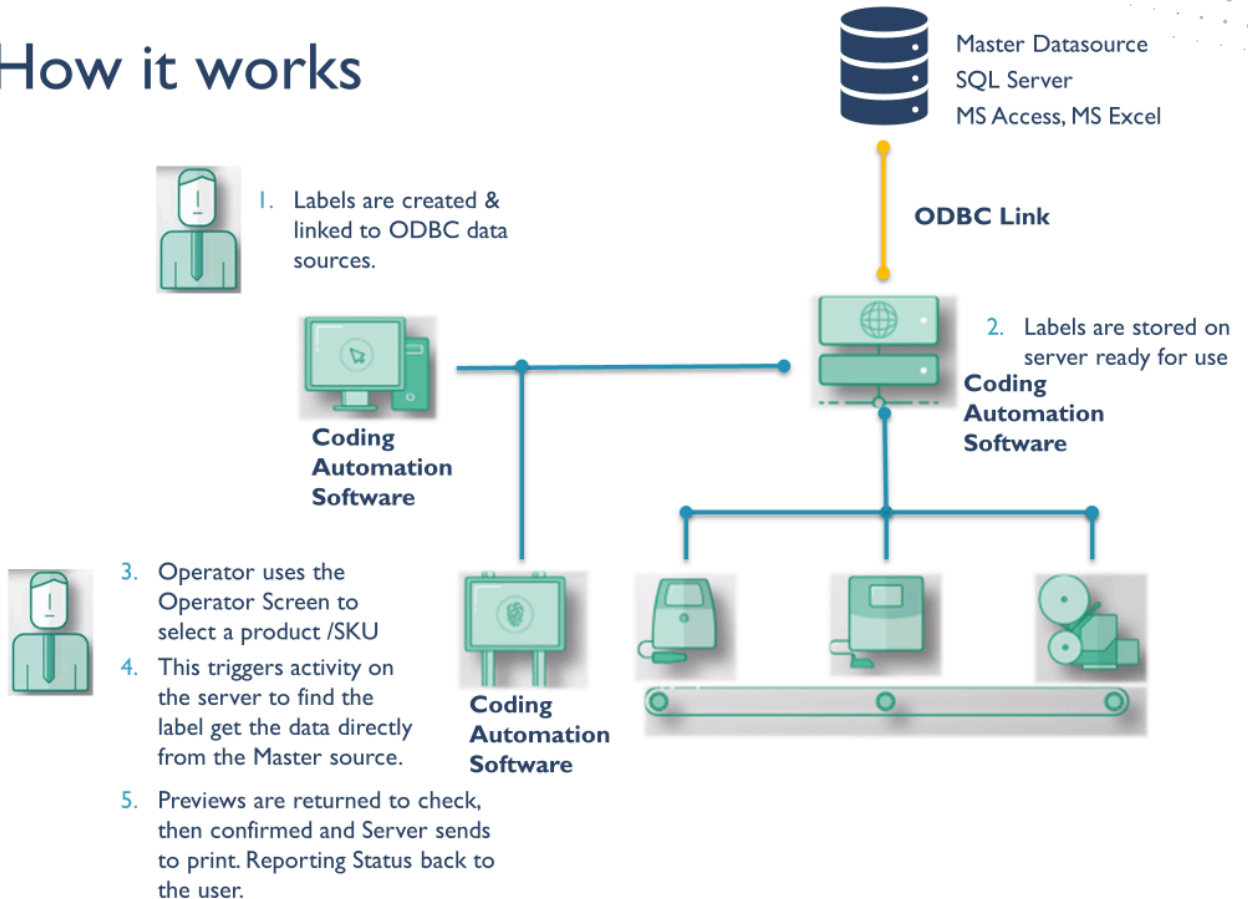 How it works
Master Datasource
SQL Server
MS Access, MS Excel
1. Labels are created &
linked to ODBC data
sources.
ODBC Link
2. Labels are stored on
server ready for use
Coding
Automation
Software
Coding
Automation
Software
3. Operator uses the
Operator Screen to
select a product /SKU
4. This triggers activity on
the server to find the
label get the data directly
from the Master source.
Coding
Automation
Software
5. Previews are returned to check,
then confirmed and Server sends
to print. Reporting Status back to
the user.